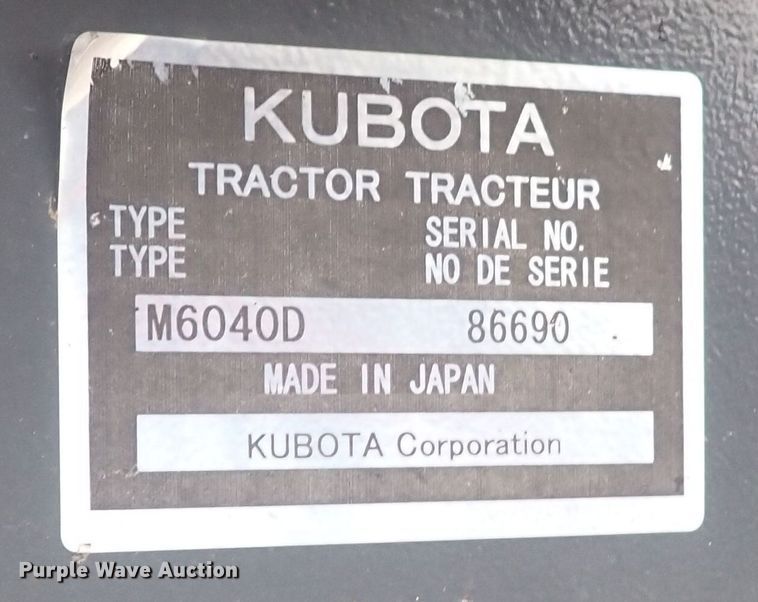 KUBOTA
TRACTOR TRACTEUR
TYPE SERIAL NO.
TYPE NO DE SERIE
M6040D 86690
MADE IN JAPAN
KUBOTA Corporation
Purple Wave Auction